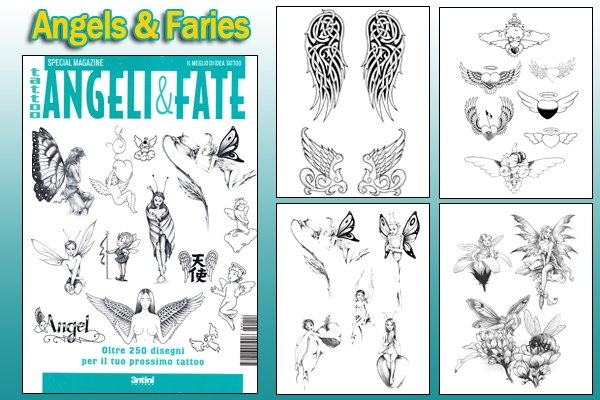 Angels & Faries
SPECIAL MAGAZINE
IL MEGLIO DI IDEA TATTOO
tattoo
ANGELI&FATE
天使
Angel
Oltre 250 disegni
per il tuo prossimo tattoo
3ntini